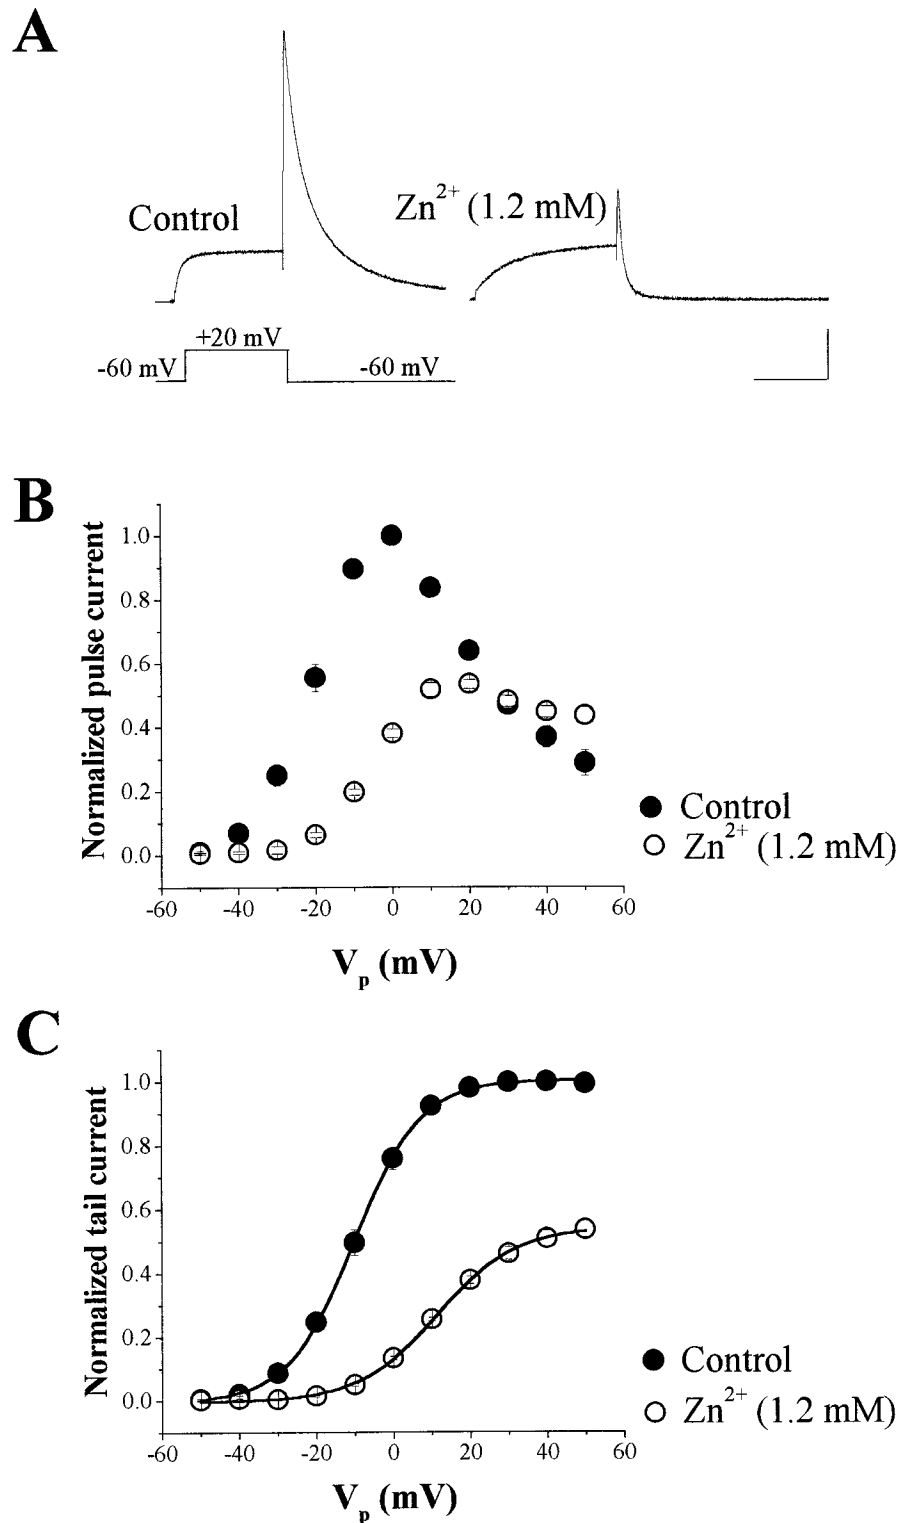 A
Control
Zn²⁺ (1.2 mM)
+20 mV
-60 mV
-60 mV
B
Normalized pulse current
1.0
0.8
0.6
0.4
0.2
0.0
-60 -40 -20 0 20 40 60
Vₚ (mV)
Control
Zn²⁺ (1.2 mM)
C
Normalized tail current
1.0
0.8
0.6
0.4
0.2
0.0
-60 -40 -20 0 20 40 60
Vₚ (mV)
Control
Zn²⁺ (1.2 mM)